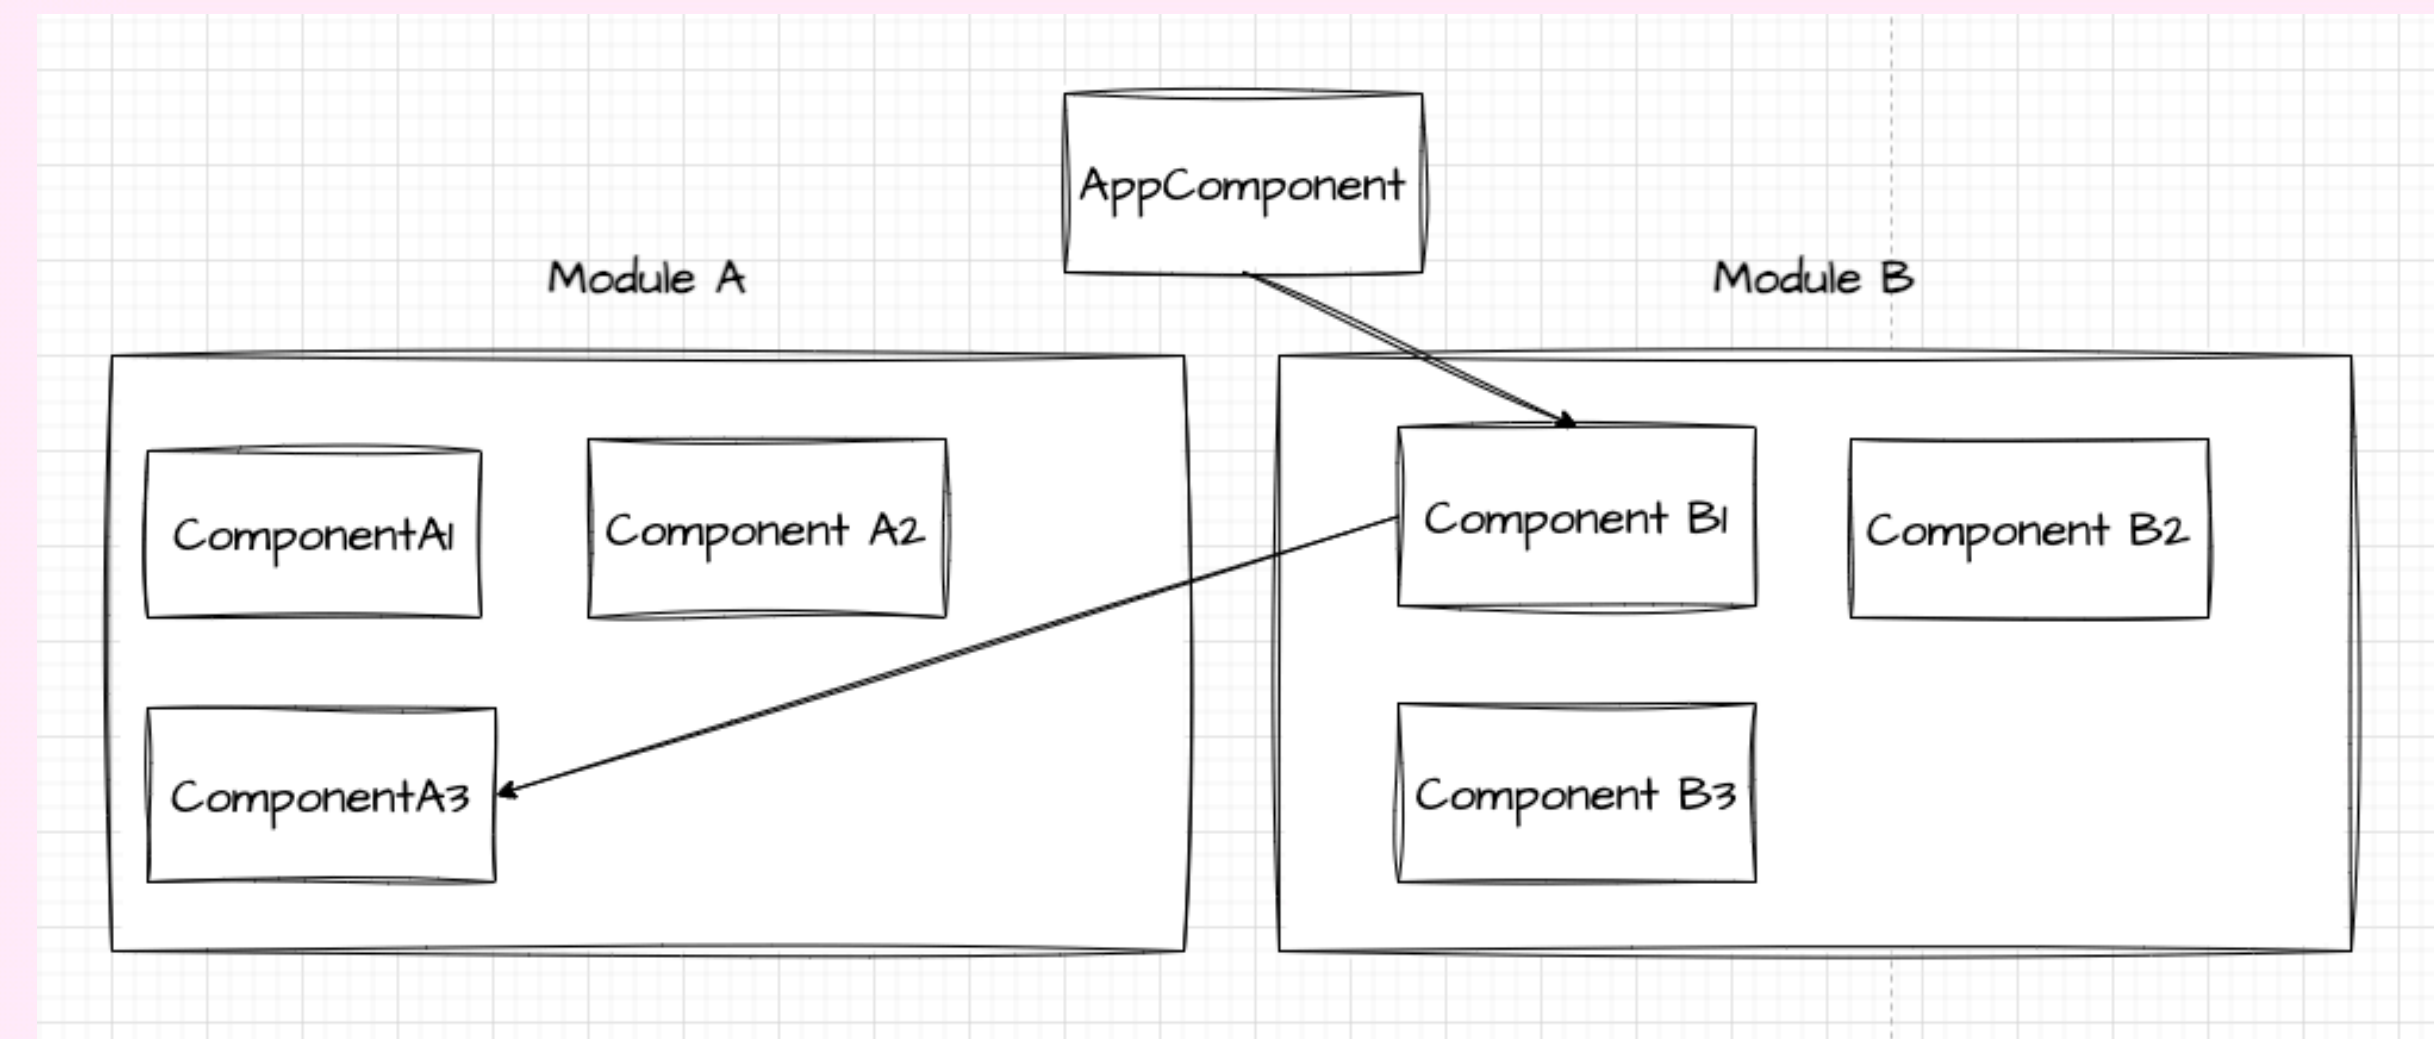 AppComponent
Module A
Module B
ComponentA1
Component A2
Component B1
Component B2
ComponentA3
Component B3